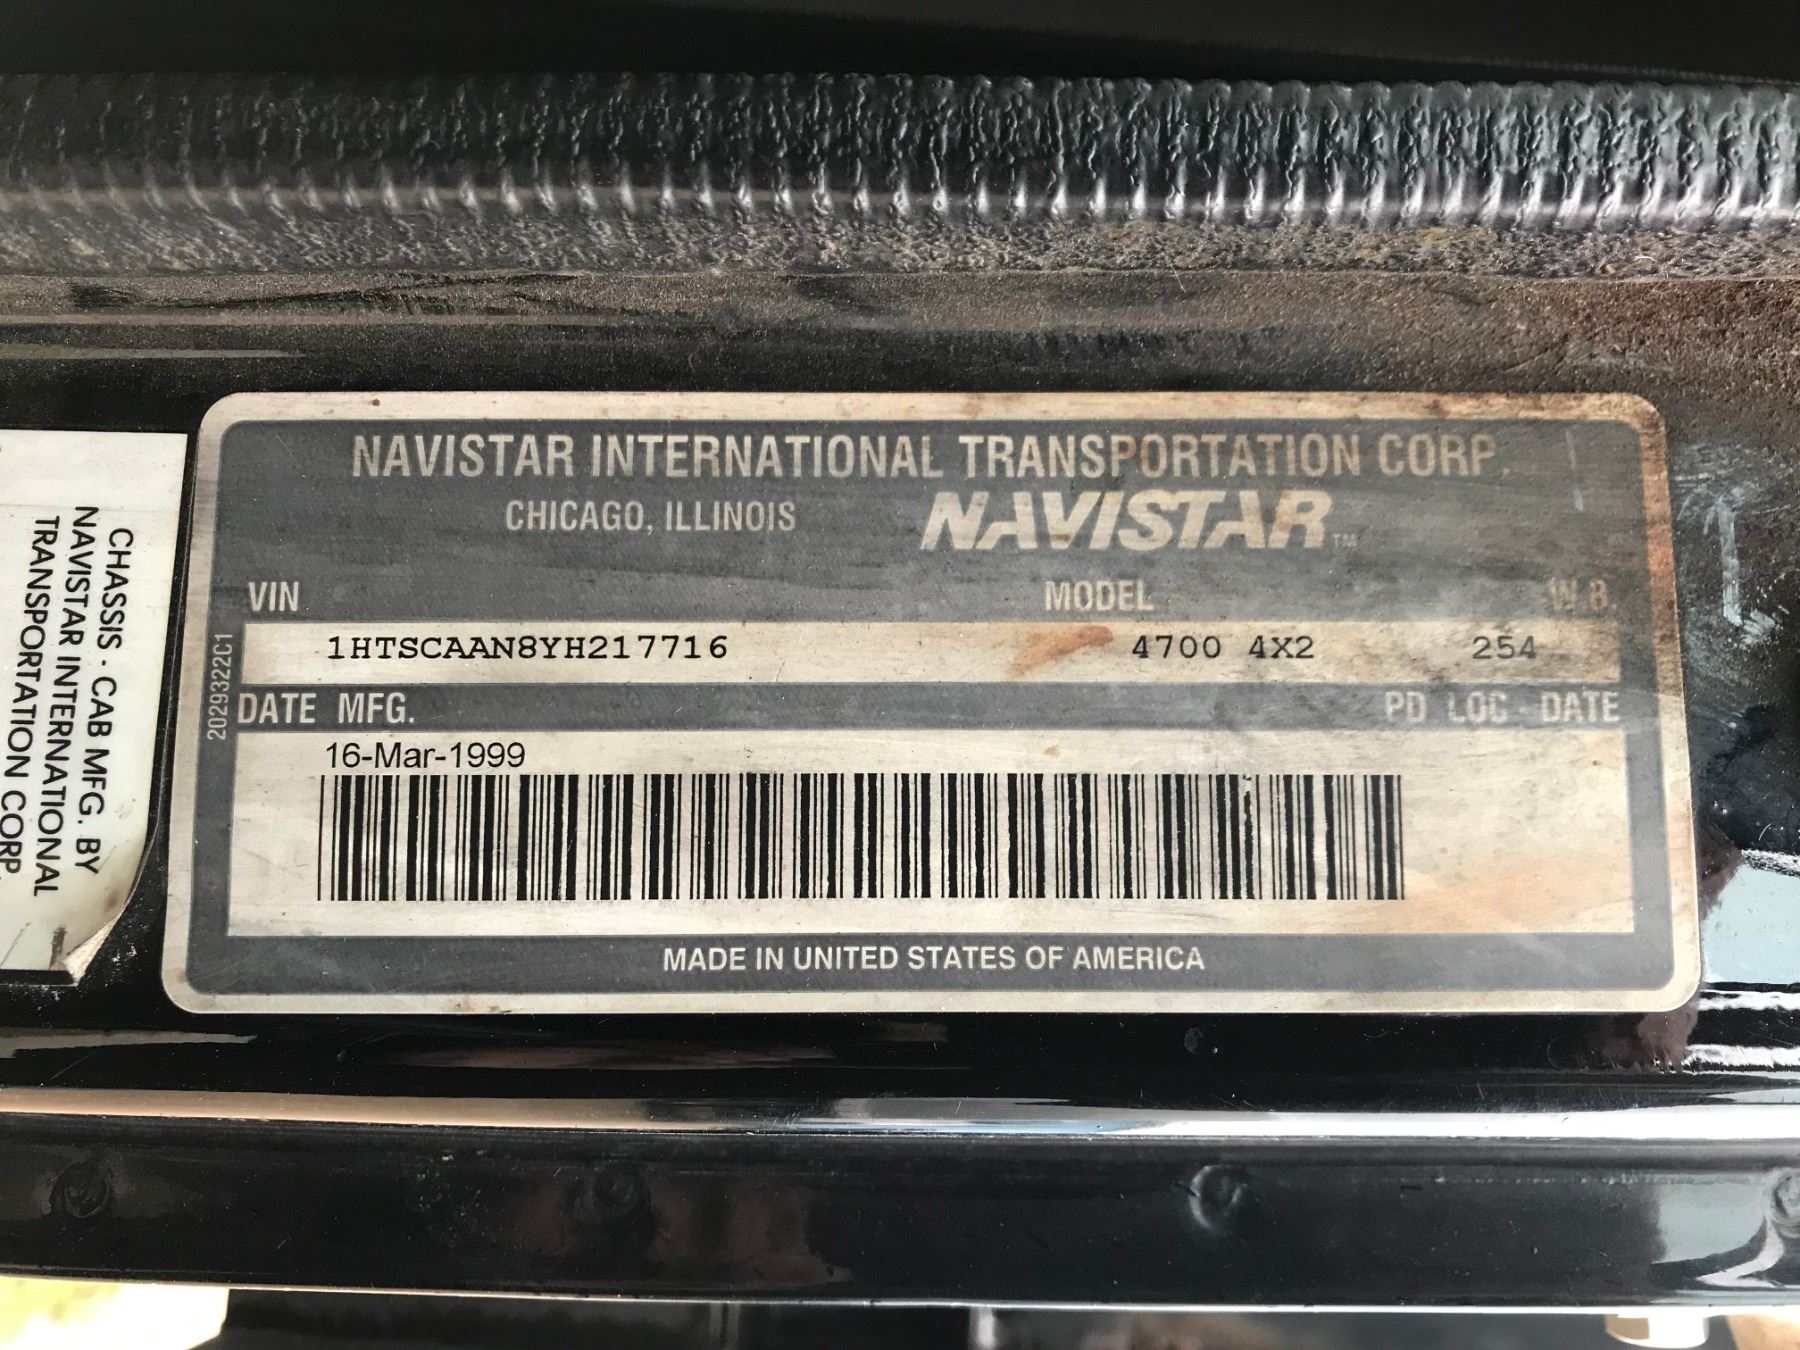 NAVISTAR INTERNATIONAL TRANSPORTATION CORP.
CHICAGO, ILLINOIS NAVISTAR™
VIN MODEL W.B.
1HTSCAAN8YH217716 4700 4X2 254
DATE MFG. PD LOC - DATE
16-Mar-1999
MADE IN UNITED STATES OF AMERICA
2029322C1
CHASSIS - CAB MFG. BY
NAVISTAR INTERNATIONAL
TRANSPORTATION CORP.